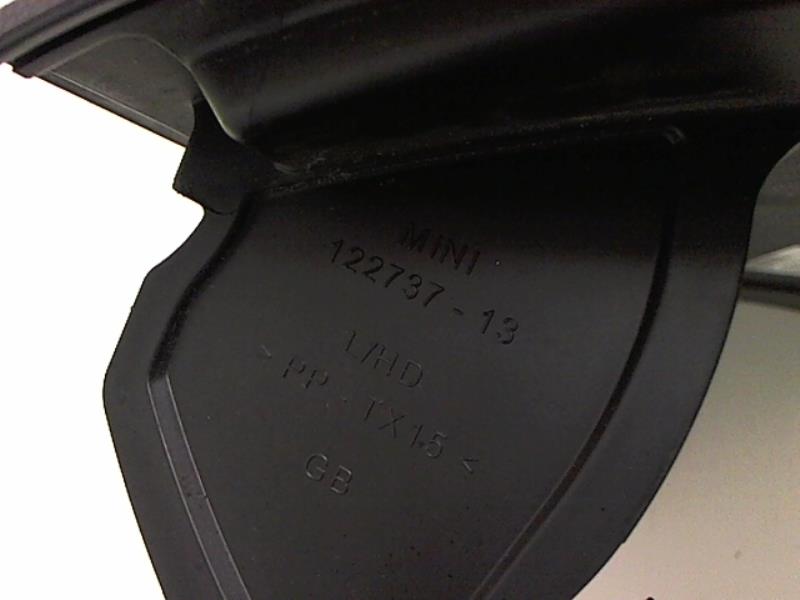 MINI
122737-13
L/HD
>PP-TX15<
GB